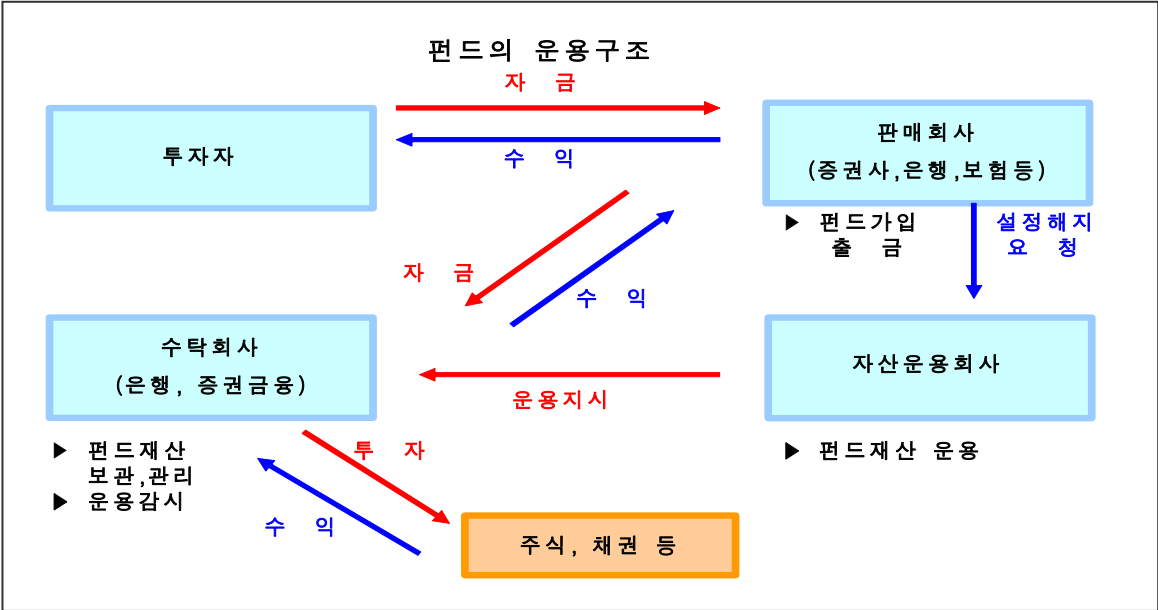 펀드의 운용구조
자 금
투자자
수 익
판매회사
(증권사,은행,보험등)
▶ 펀드가입
출 금
설정해지
요 청
자 금
수 익
수탁회사
(은행, 증권금융)
운용지시
자산운용회사
▶ 펀드재산
보관,관리
▶ 운용감시
투 자
수 익
▶ 펀드재산 운용
주식, 채권 등